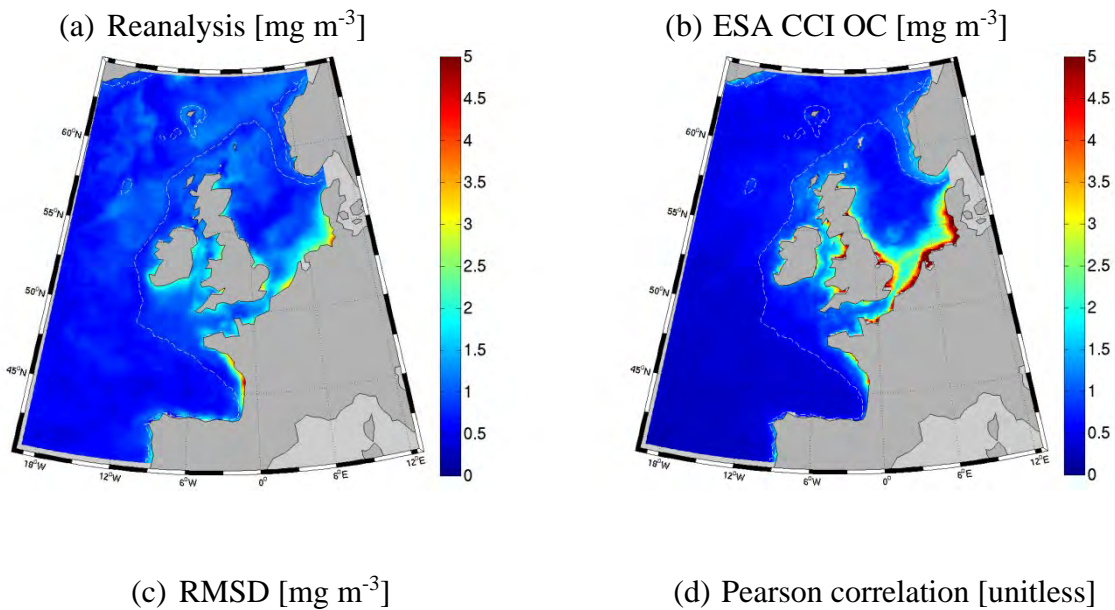 (a) Reanalysis [mg m-3]
(b) ESA CCI OC [mg m-3]
5
4.5
4
3.5
3
2.5
2
1.5
1
0.5
0
60°N
55°N
50°N
45°N
18°W
6°W
0°
6°E
12°E
5
4.5
4
3.5
3
2.5
2
1.5
1
0.5
0
60°N
55°N
50°N
45°N
18°W
6°W
0°
6°E
12°E
(c) RMSD [mg m-3]
(d) Pearson correlation [unitless]